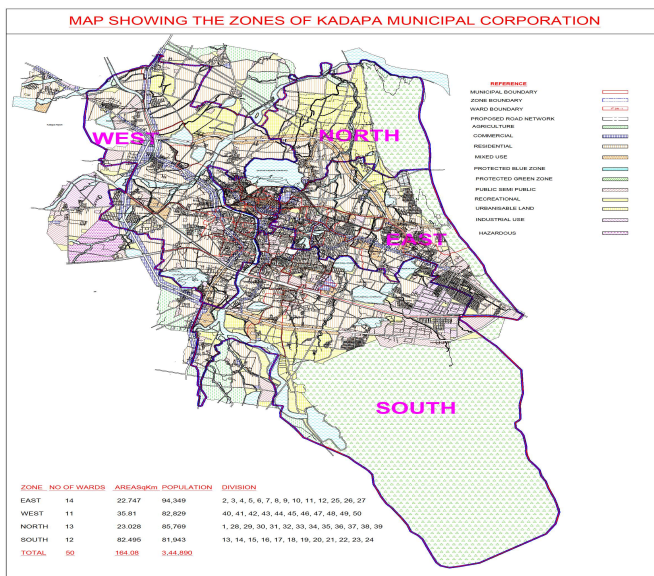 MAP SHOWING THE ZONES OF KADAPA MUNICIPAL CORPORATION
WEST
NORTH
EAST
SOUTH
REFERENCE
MUNICIPAL BOUNDARY
ZONE BOUNDARY
WARD BOUNDARY
PROPOSED ROAD NETWORK
AGRICULTURE
COMMERCIAL
RESIDENTIAL
MIXED USE
PROTECTED BLUE ZONE
PROTECTED GREEN ZONE
PUBLIC SEMI PUBLIC
RECREATIONAL
URBANISABLE LAND
INDUSTRIAL USE
HAZARDOUS
ZONE NO OF WARDS AREASqKm POPULATION DIVISION
EAST 14 22.747 94,349 2, 3, 4, 5, 6, 7, 8, 9, 10, 11, 12, 25, 26, 27
WEST 11 35.81 82,829 40, 41, 42, 43, 44, 45, 46, 47, 48, 49, 50
NORTH 13 23.028 85,769 1, 28, 29, 30, 31, 32, 33, 34, 35, 36, 37, 38, 39
SOUTH 12 82.495 81,943 13, 14, 15, 16, 17, 18, 19, 20, 21, 22, 23, 24
TOTAL 50 164.08 3,44,890